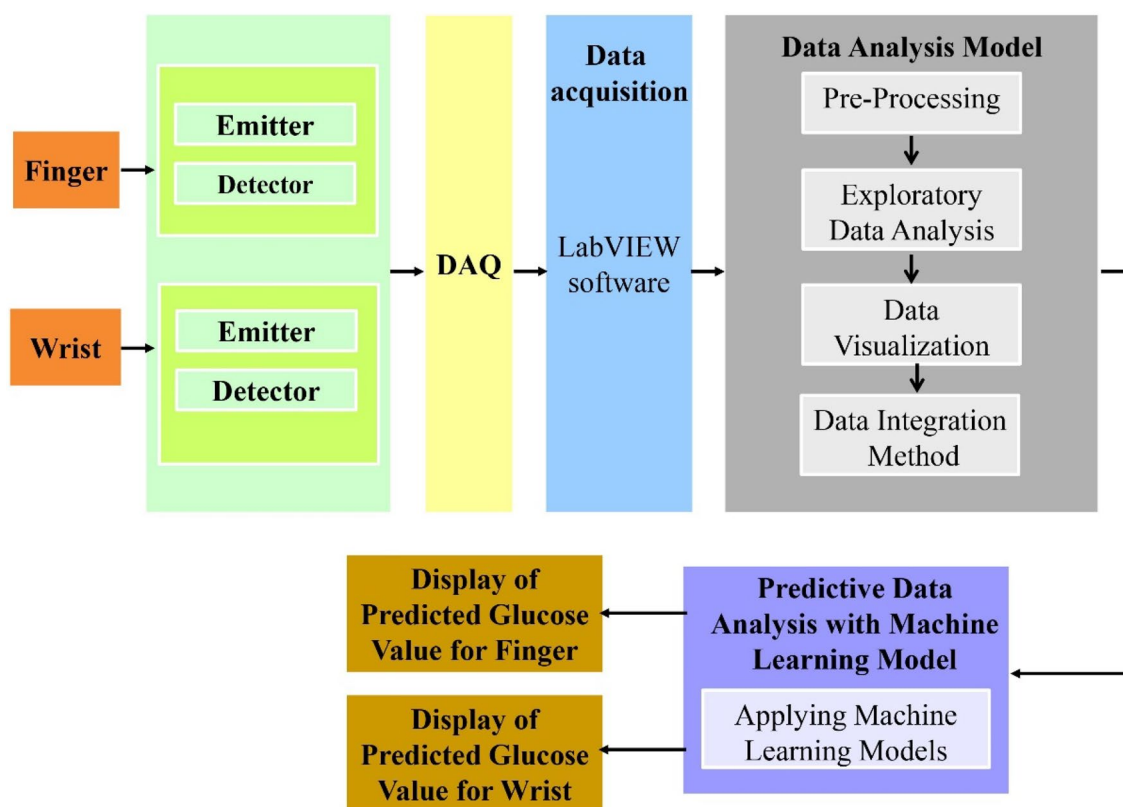 Finger
Wrist
Emitter
Detector
Emitter
Detector
DAQ
Data
acquisition
LabVIEW
software
Data Analysis Model
Pre-Processing
Exploratory
Data Analysis
Data
Visualization
Data Integration
Method
Predictive Data
Analysis with Machine
Learning Model
Applying Machine
Learning Models
Display of
Predicted Glucose
Value for Finger
Display of
Predicted Glucose
Value for Wrist